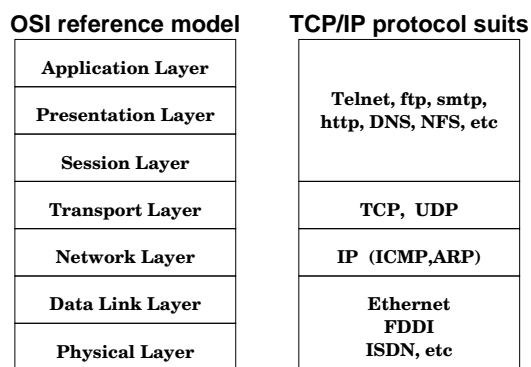 OSI reference model
Application Layer
Presentation Layer
Session Layer
Transport Layer
Network Layer
Data Link Layer
Physical Layer
TCP/IP protocol suits
Telnet, ftp, smtp,
http, DNS, NFS, etc
TCP, UDP
IP (ICMP,ARP)
Ethernet
FDDI
ISDN, etc